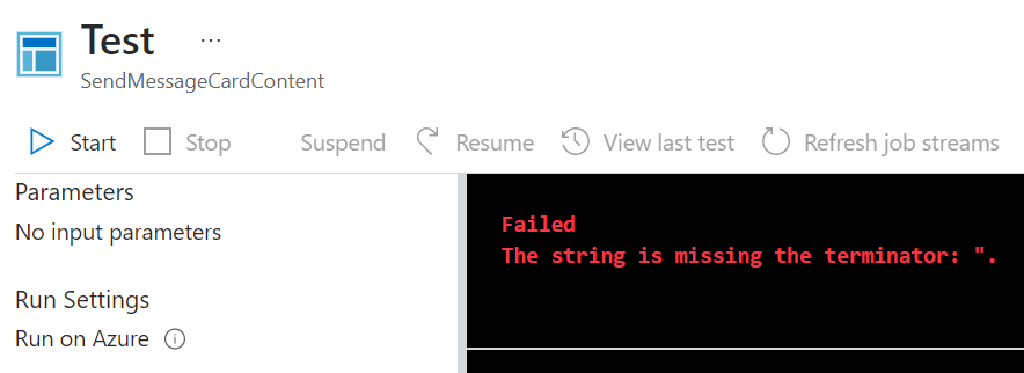 Test ...
SendMessageCardContent
Start Stop Suspend Resume View last test Refresh job streams
Parameters
No input parameters
Run Settings
Run on Azure
Failed
The string is missing the terminator: ".